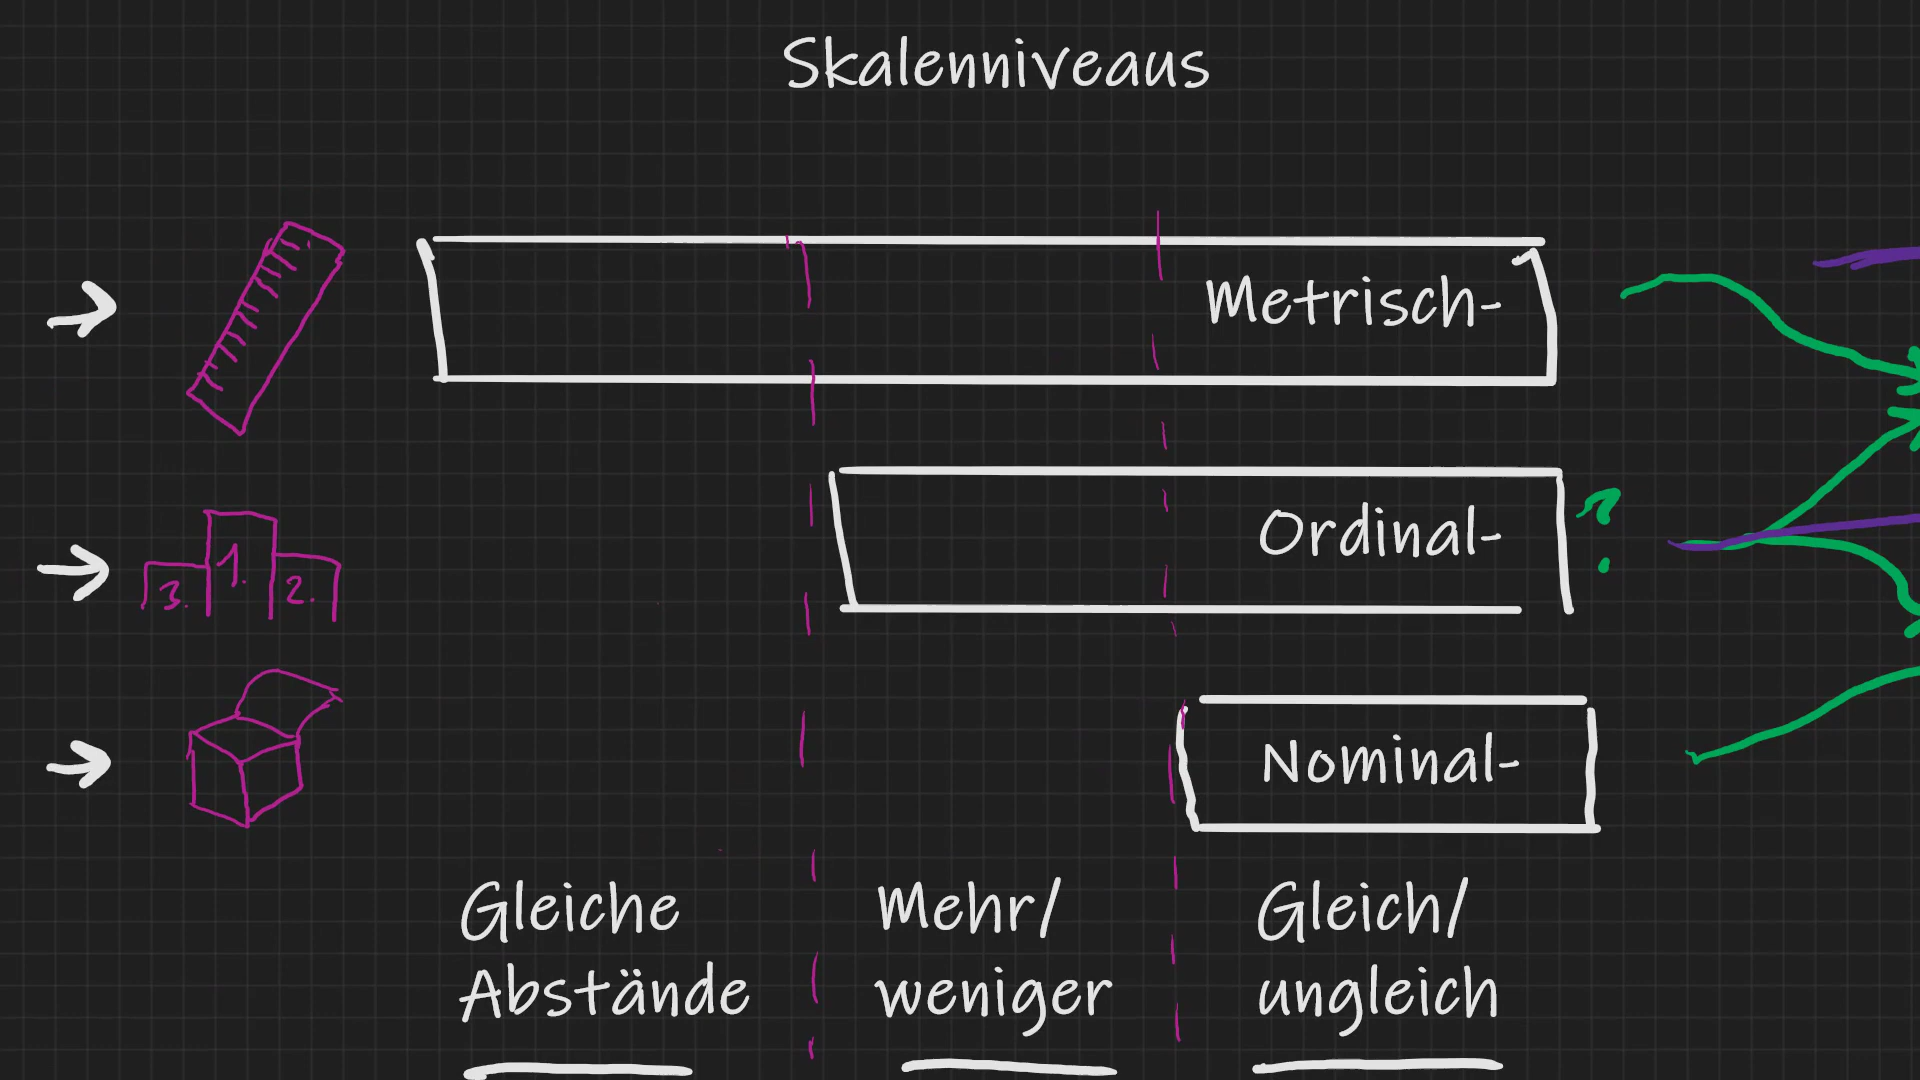 Skalenniveaus
Metrisch-
Ordinal-
?
3. 1. 2.
Nominal-
Gleiche
Abstände
Mehr/
weniger
Gleich/
ungleich